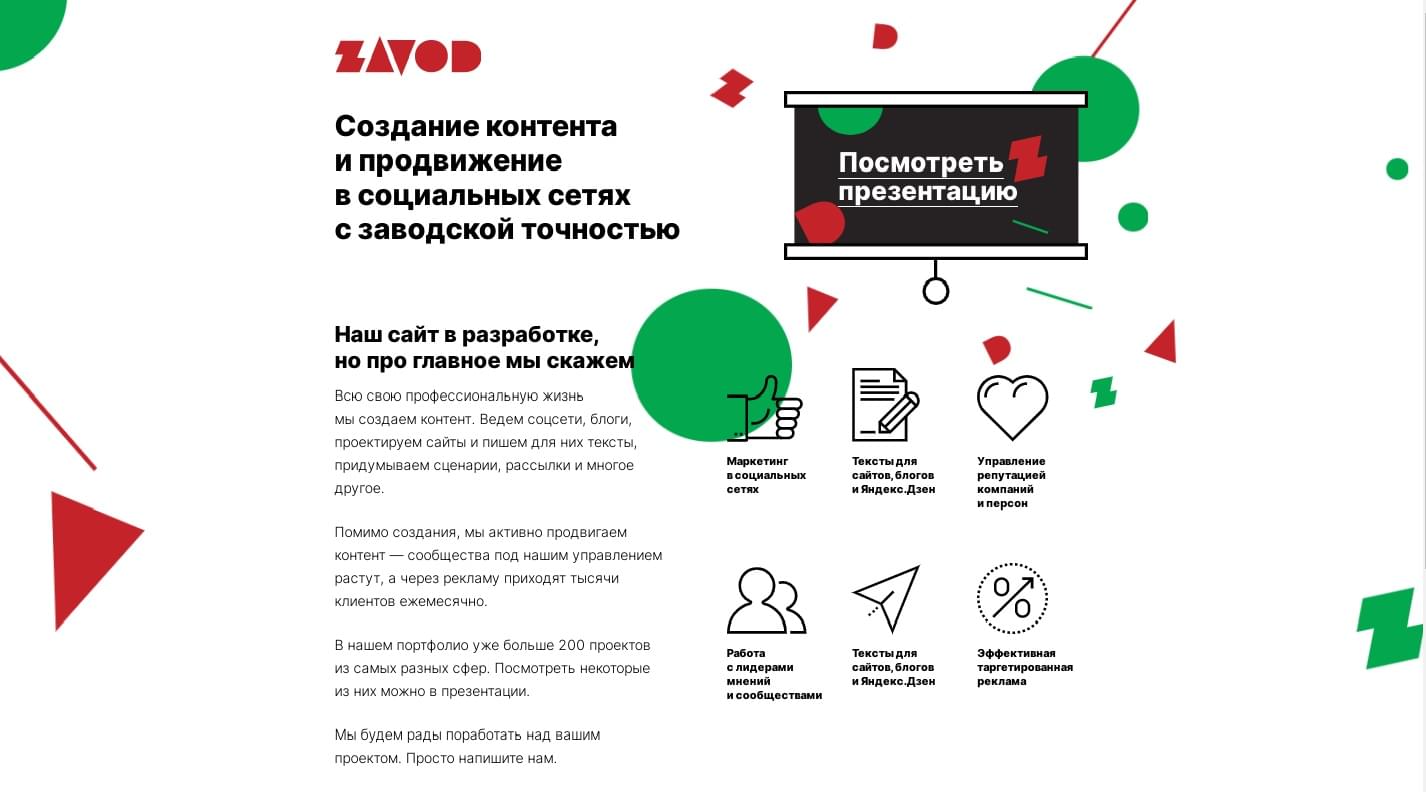 ZAVOD
Создание контента
и продвижение
в социальных сетях
с заводской точностью
Посмотреть
презентацию
Наш сайт в разработке,
но про главное мы скажем
Всю свою профессиональную жизнь
мы создаем контент. Ведем соцсети, блоги,
проектируем сайты и пишем для них тексты,
придумываем сценарии, рассылки и многое
другое.
Помимо создания, мы активно продвигаем
контент — сообщества под нашим управлением
растут, а через рекламу приходят тысячи
клиентов ежемесячно.
В нашем портфолио уже больше 200 проектов
из самых разных сфер. Посмотреть некоторые
из них можно в презентации.
Мы будем рады поработать над вашим
проектом. Просто напишите нам.
Маркетинг
в социальных
сетях
Тексты для
сайтов, блогов
и Яндекс.Дзен
Управление
репутацией
компаний
и персон
Работа
с лидерами
мнений
и сообществами
Тексты для
сайтов, блогов
и Яндекс.Дзен
Эффективная
таргетированная
реклама